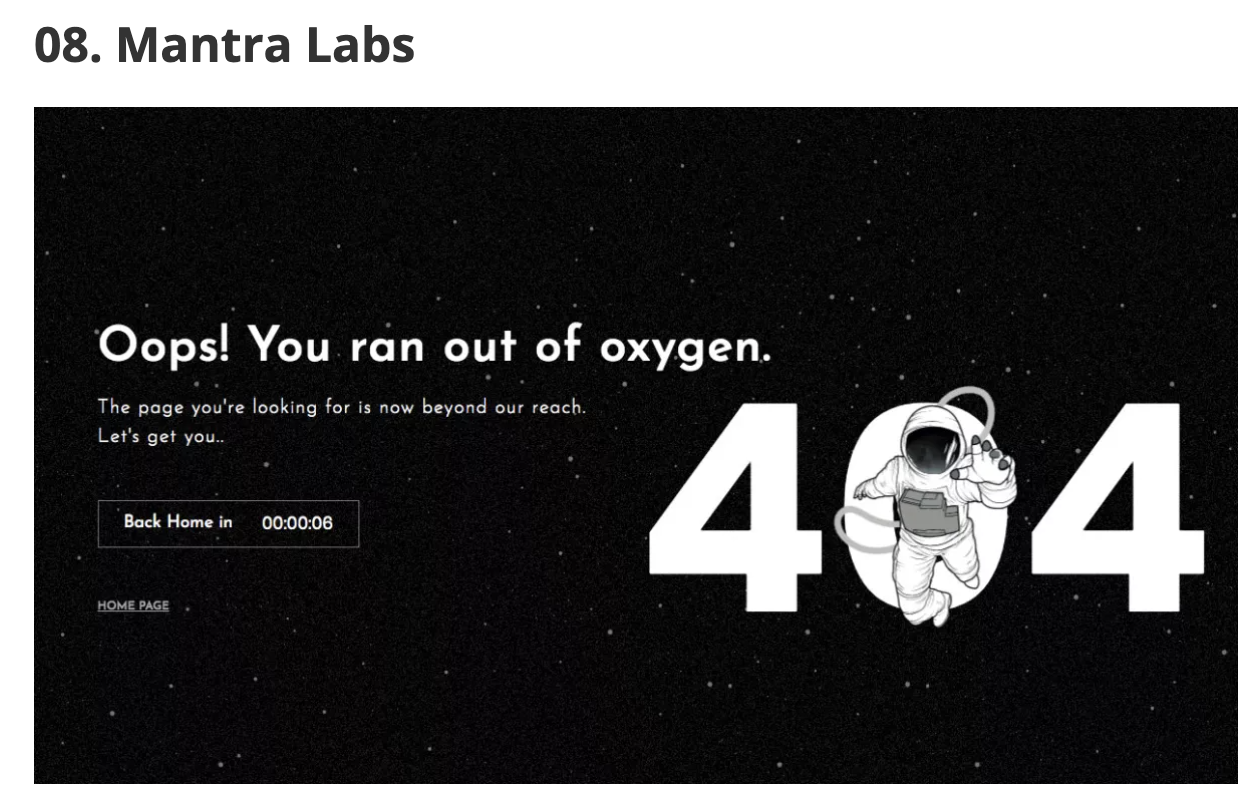 08. Mantra Labs
Oops! You ran out of oxygen.
The page you're looking for is now beyond our reach.
Let's get you..
Back Home in 00:00:06
HOME PAGE
404